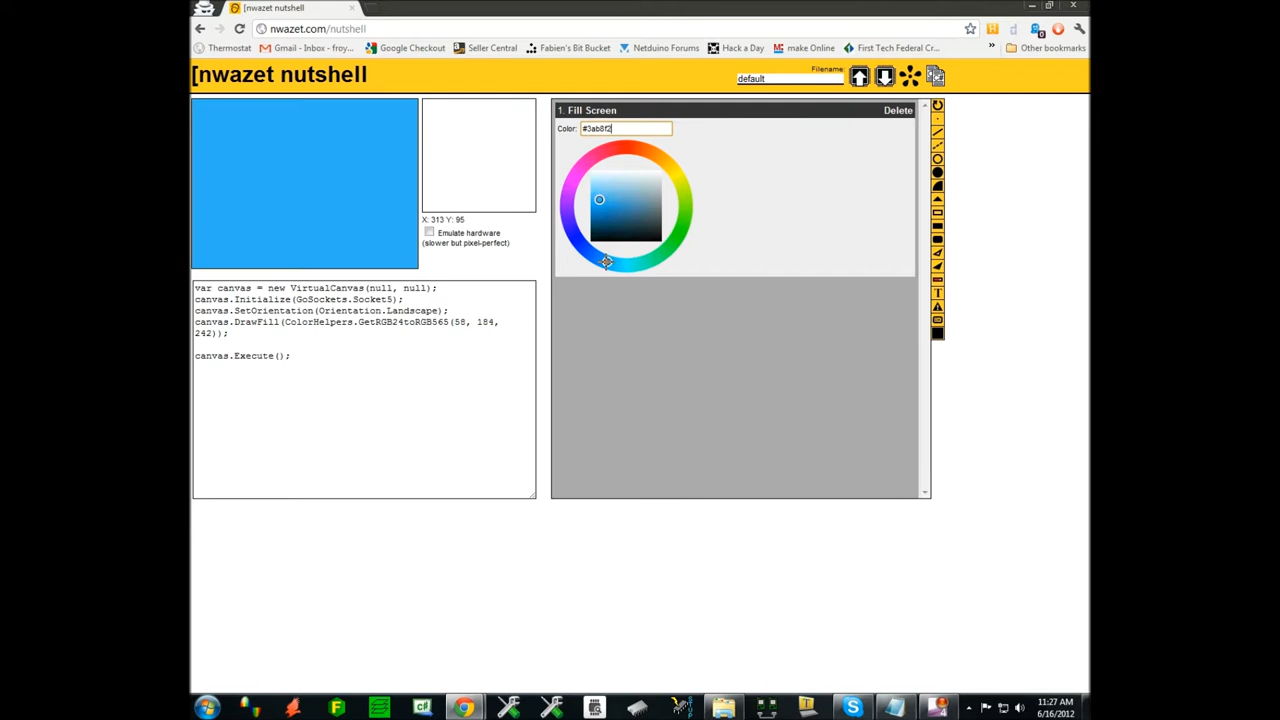 [nwazet nutshell
nwazet.com/nutshell
Thermostat
Gmail - Inbox - froy...
Google Checkout
Seller Central
Fabien's Bit Bucket
Netduino Forums
Hack a Day
make Online
First Tech Federal Cr...
»
Other bookmarks
[nwazet nutshell
Filename:
default
1. Fill Screen
Delete
Color: #3ab8f2
X: 313 Y: 95
Emulate hardware
(slower but pixel-perfect)
var canvas = new VirtualCanvas(null, null);
canvas.Initialize(GoSockets.Socket5);
canvas.SetOrientation(Orientation.Landscape);
canvas.DrawFill(ColorHelpers.GetRGB24toRGB565(58, 184,
242));
canvas.Execute();
T
11:27 AM
6/16/2012